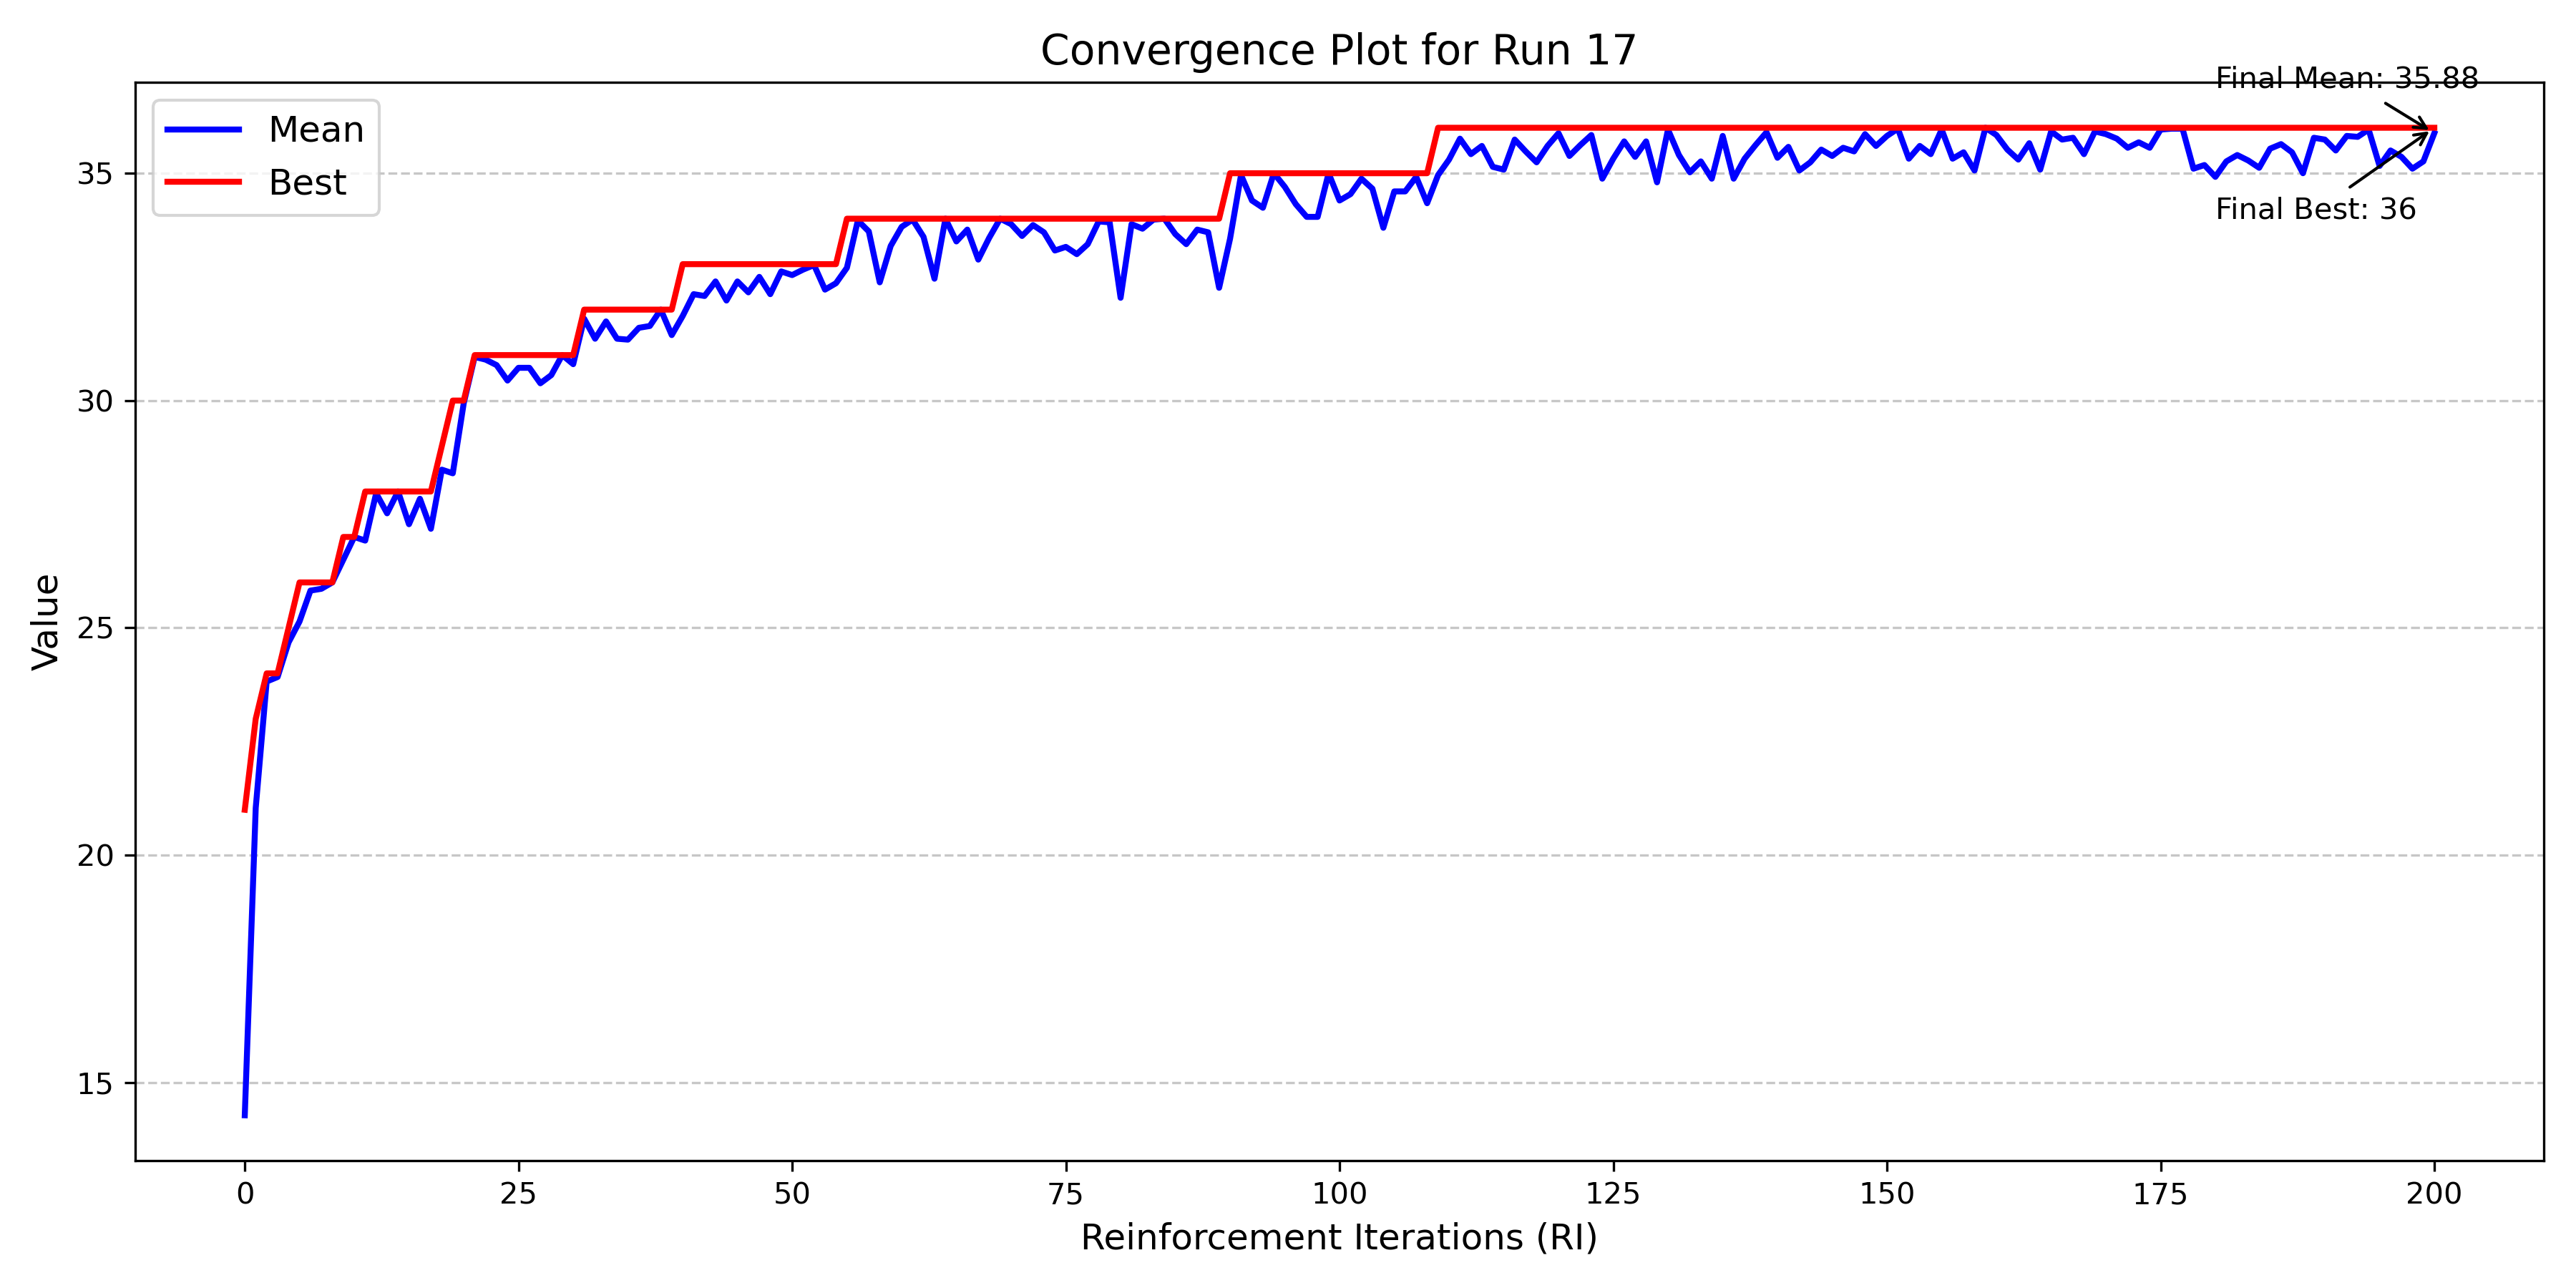 Convergence Plot for Run 17
Final Mean: 35.88
Mean
Best
Final Best: 36
35
30
25
20
15
Value
0 25 50 75 100 125 150 175 200
Reinforcement Iterations (RI)